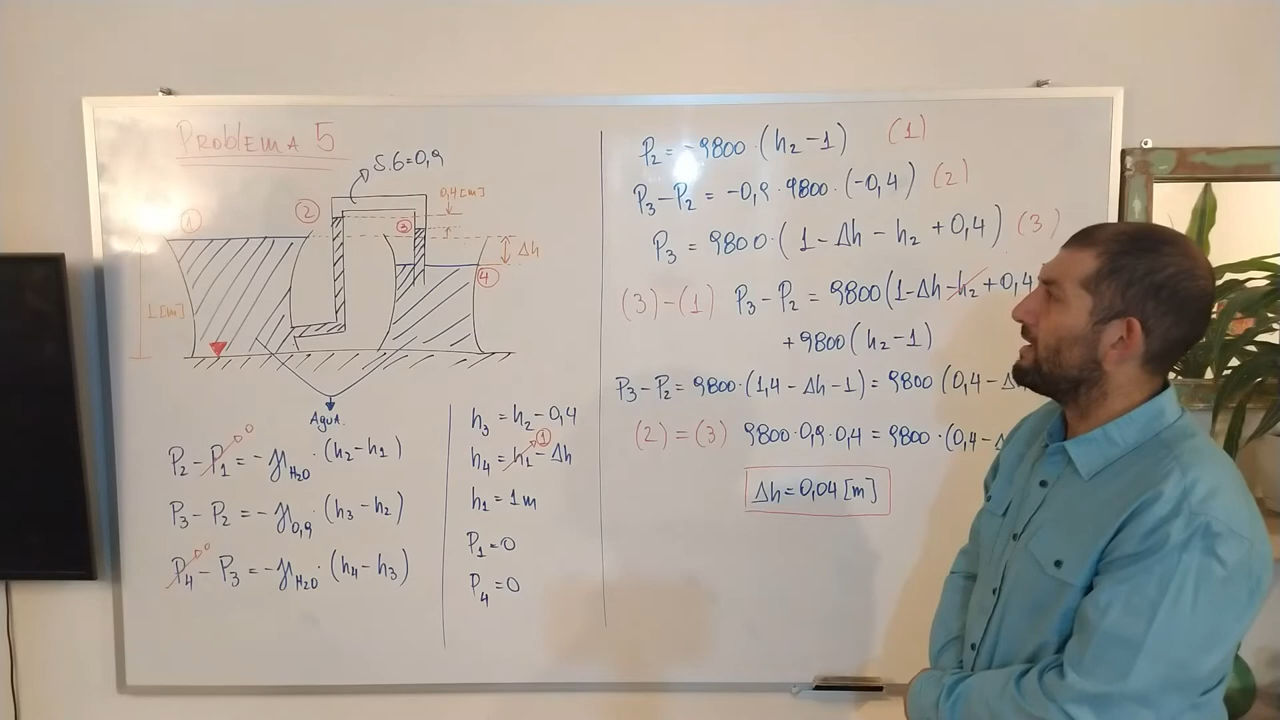 Problema 5
S.G=0,9
0,4[m]
1
2
3
Δh
4
1[m]
Agua.
P₂ - P₁ = -γH₂O · (h₂-h₁)
0
P₃ - P₂ = -γ0,9 · (h₃-h₂)
P₄ - P₃ = -γH₂O · (h₄-h₃)
0
h₃ = h₂-0,4
h₄ = h₁-Δh
1
h₁ = 1m
P₁=0
P₄=0
P₂ = -9800·(h₂-1) (1)
P₃-P₂ = -0,9·9800·(-0,4) (2)
P₃ = 9800·(1-Δh-h₂+0,4) (3)
(3)-(1) P₃-P₂ = 9800(1-Δh-h₂+0,4
+9800(h₂-1)
P₃-P₂ = 9800·(1,4-Δh-1) = 9800 (0,4-Δ
(2)=(3) 9800·0,9·0,4 = 9800·(0,4-Δ
Δh=0,04[m]